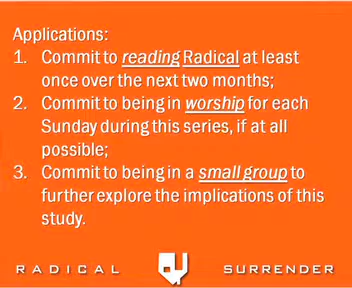 Applications:
1. Commit to reading Radical at least
once over the next two months;
2. Commit to being in worship for each
Sunday during this series, if at all
possible;
3. Commit to being in a small group to
further explore the implications of this
study.
RADICAL SURRENDER